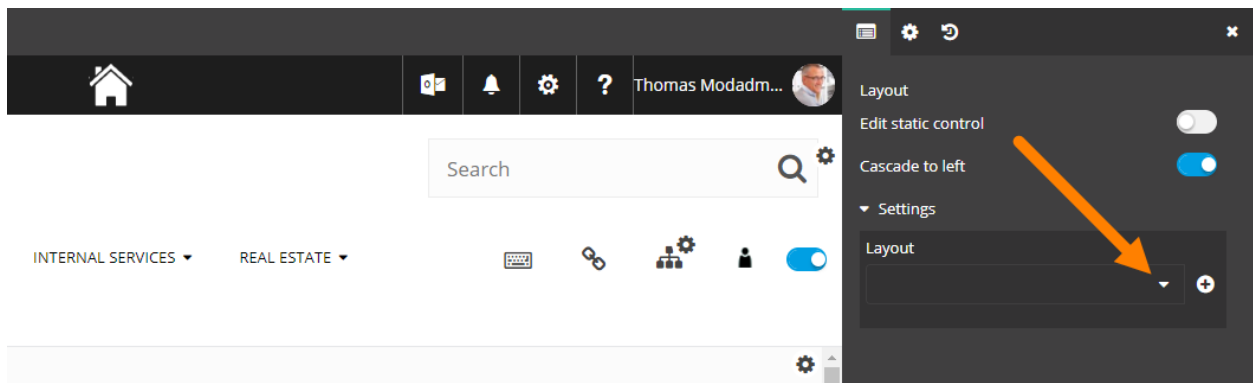 Thomas Modadm...
Search
INTERNAL SERVICES
REAL ESTATE
Layout
Edit static control
Cascade to left
Settings
Layout